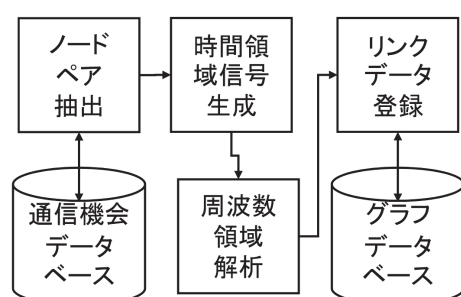 ノード
ペア
抽出
時間領
域信号
生成
リンク
データ
登録
通信機会
データ
ベース
周波数
領域
解析
グラフ
データ
ベース